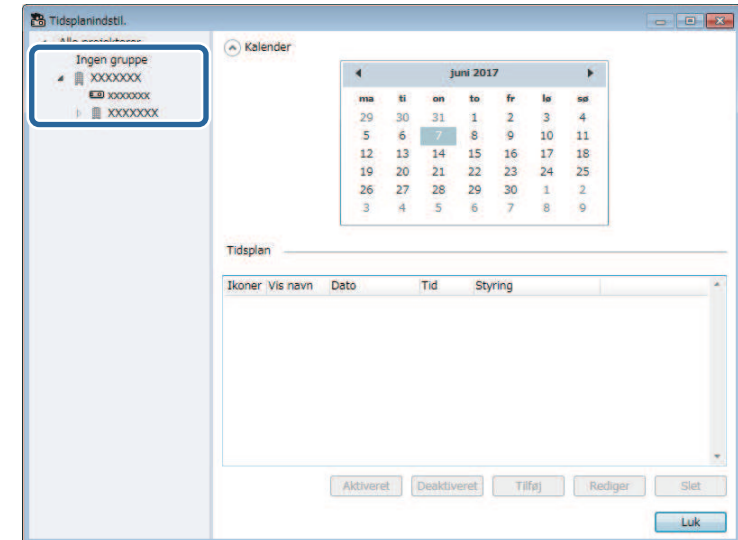 Tidsplanindstil.
Alle projektorer
Ingen gruppe
XXXXXXX
XXXXXXX
XXXXXXX
Kalender
juni 2017
ma ti on to fr lø sø
29 30 31 1 2 3 4
5 6 7 8 9 10 11
12 13 14 15 16 17 18
19 20 21 22 23 24 25
26 27 28 29 30 1 2
3 4 5 6 7 8 9
Tidsplan
Ikoner Vis navn Dato Tid Styring
Aktiveret Deaktiveret Tilføj Rediger Slet
Luk